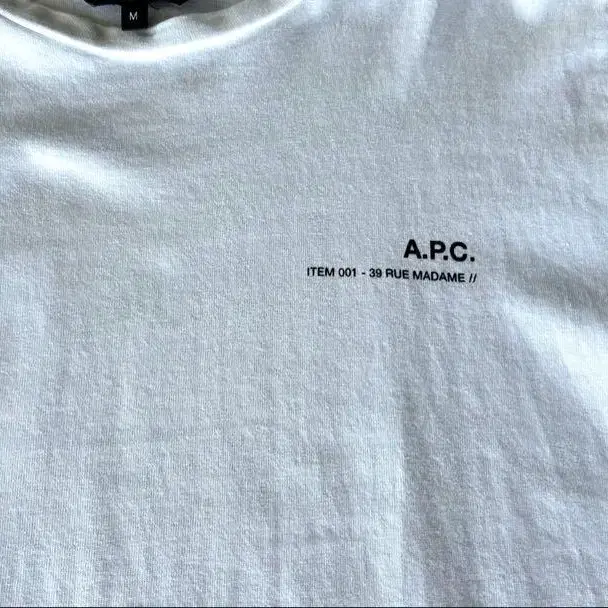 M
A.P.C.
ITEM 001 - 39 RUE MADAME //